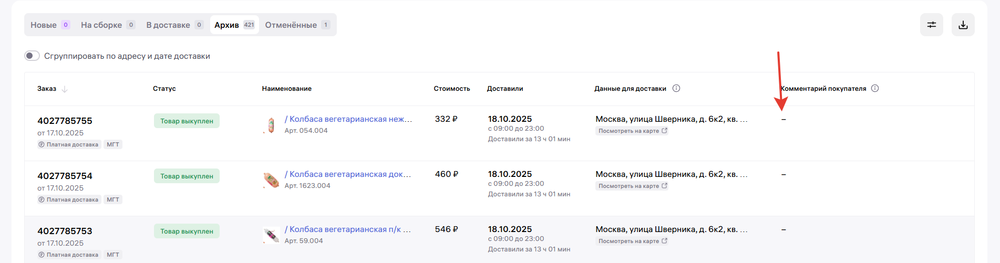 Новые 0 На сборке 0 В доставке 0 Архив 421 Отменённые 1
Сгруппировать по адресу и дате доставки
Заказ Статус Наименование Стоимость Доставили Данные для доставки Комментарий покупателя
4027785755 Товар выкуплен / Колбаса вегетарианская неж... 332 ₽ 18.10.2025 Москва, улица Шверника, д. 6к2, кв. ... –
от 17.10.2025 Арт. 054.004 с 09:00 до 23:00 Посмотреть на карте
Платная доставка МГТ Доставили за 13 ч 01 мин
4027785754 Товар выкуплен / Колбаса вегетарианская док... 460 ₽ 18.10.2025 Москва, улица Шверника, д. 6к2, кв. ... –
от 17.10.2025 Арт. 1623.004 с 09:00 до 23:00 Посмотреть на карте
Платная доставка МГТ Доставили за 13 ч 01 мин
4027785753 Товар выкуплен / Колбаса вегетарианская п/к ... 546 ₽ 18.10.2025 Москва, улица Шверника, д. 6к2, кв. ... –
от 17.10.2025 Арт. 59.004 с 09:00 до 23:00 Посмотреть на карте
Платная доставка МГТ Доставили за 13 ч 01 мин